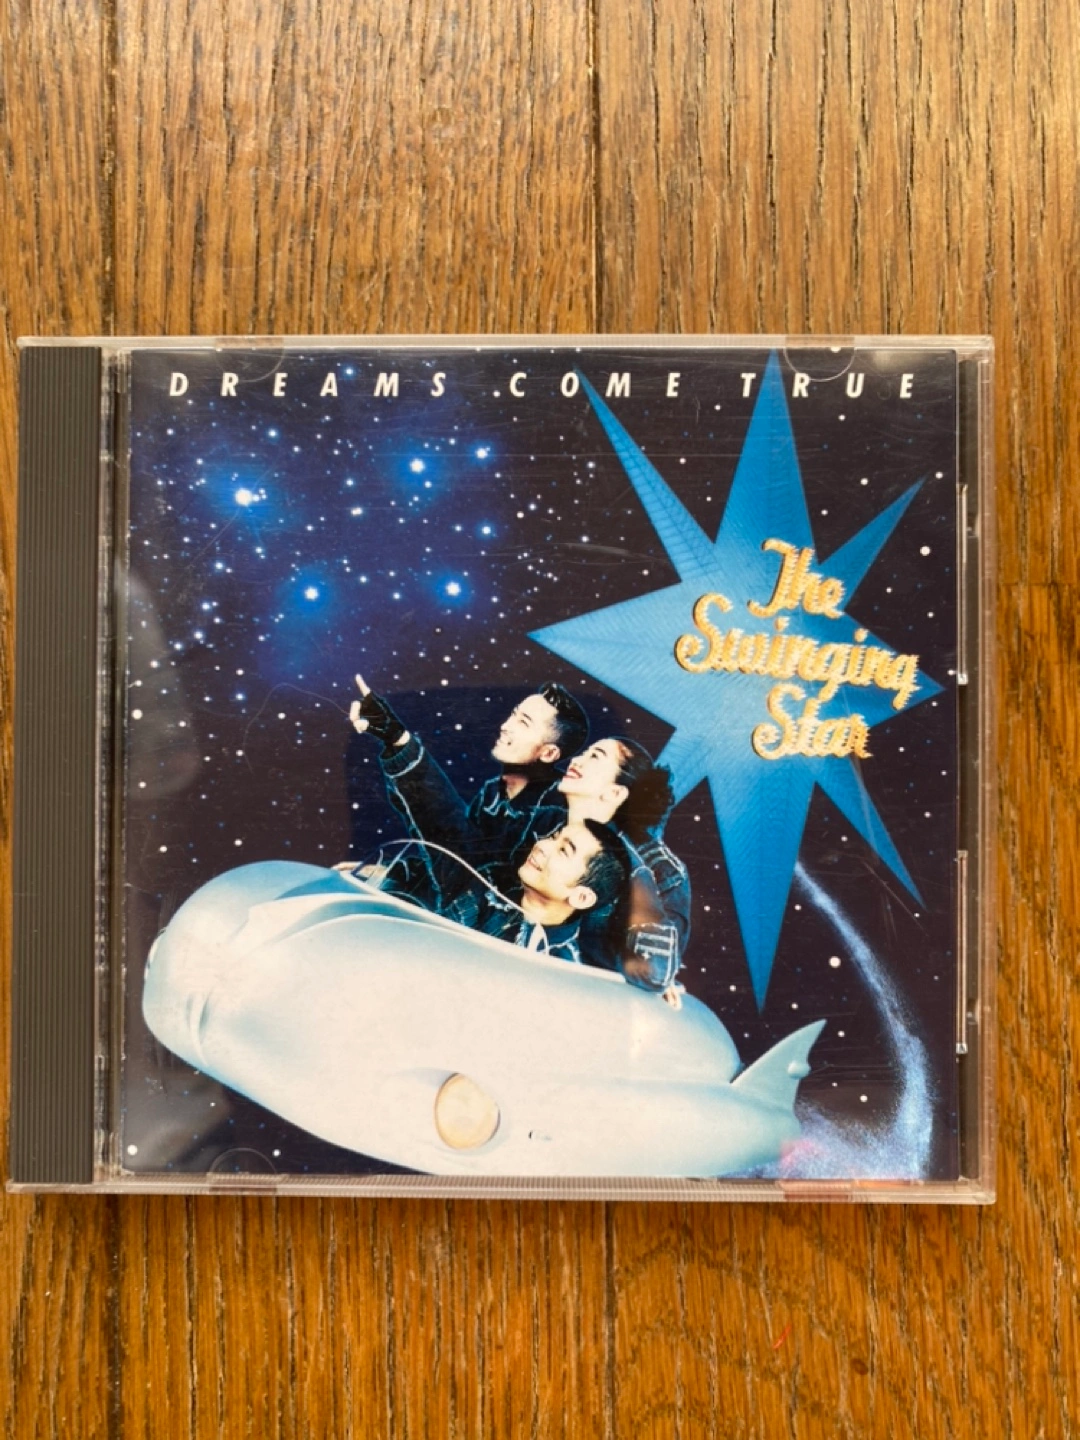 DREAMS COME TRUE
The
Swinging
Star